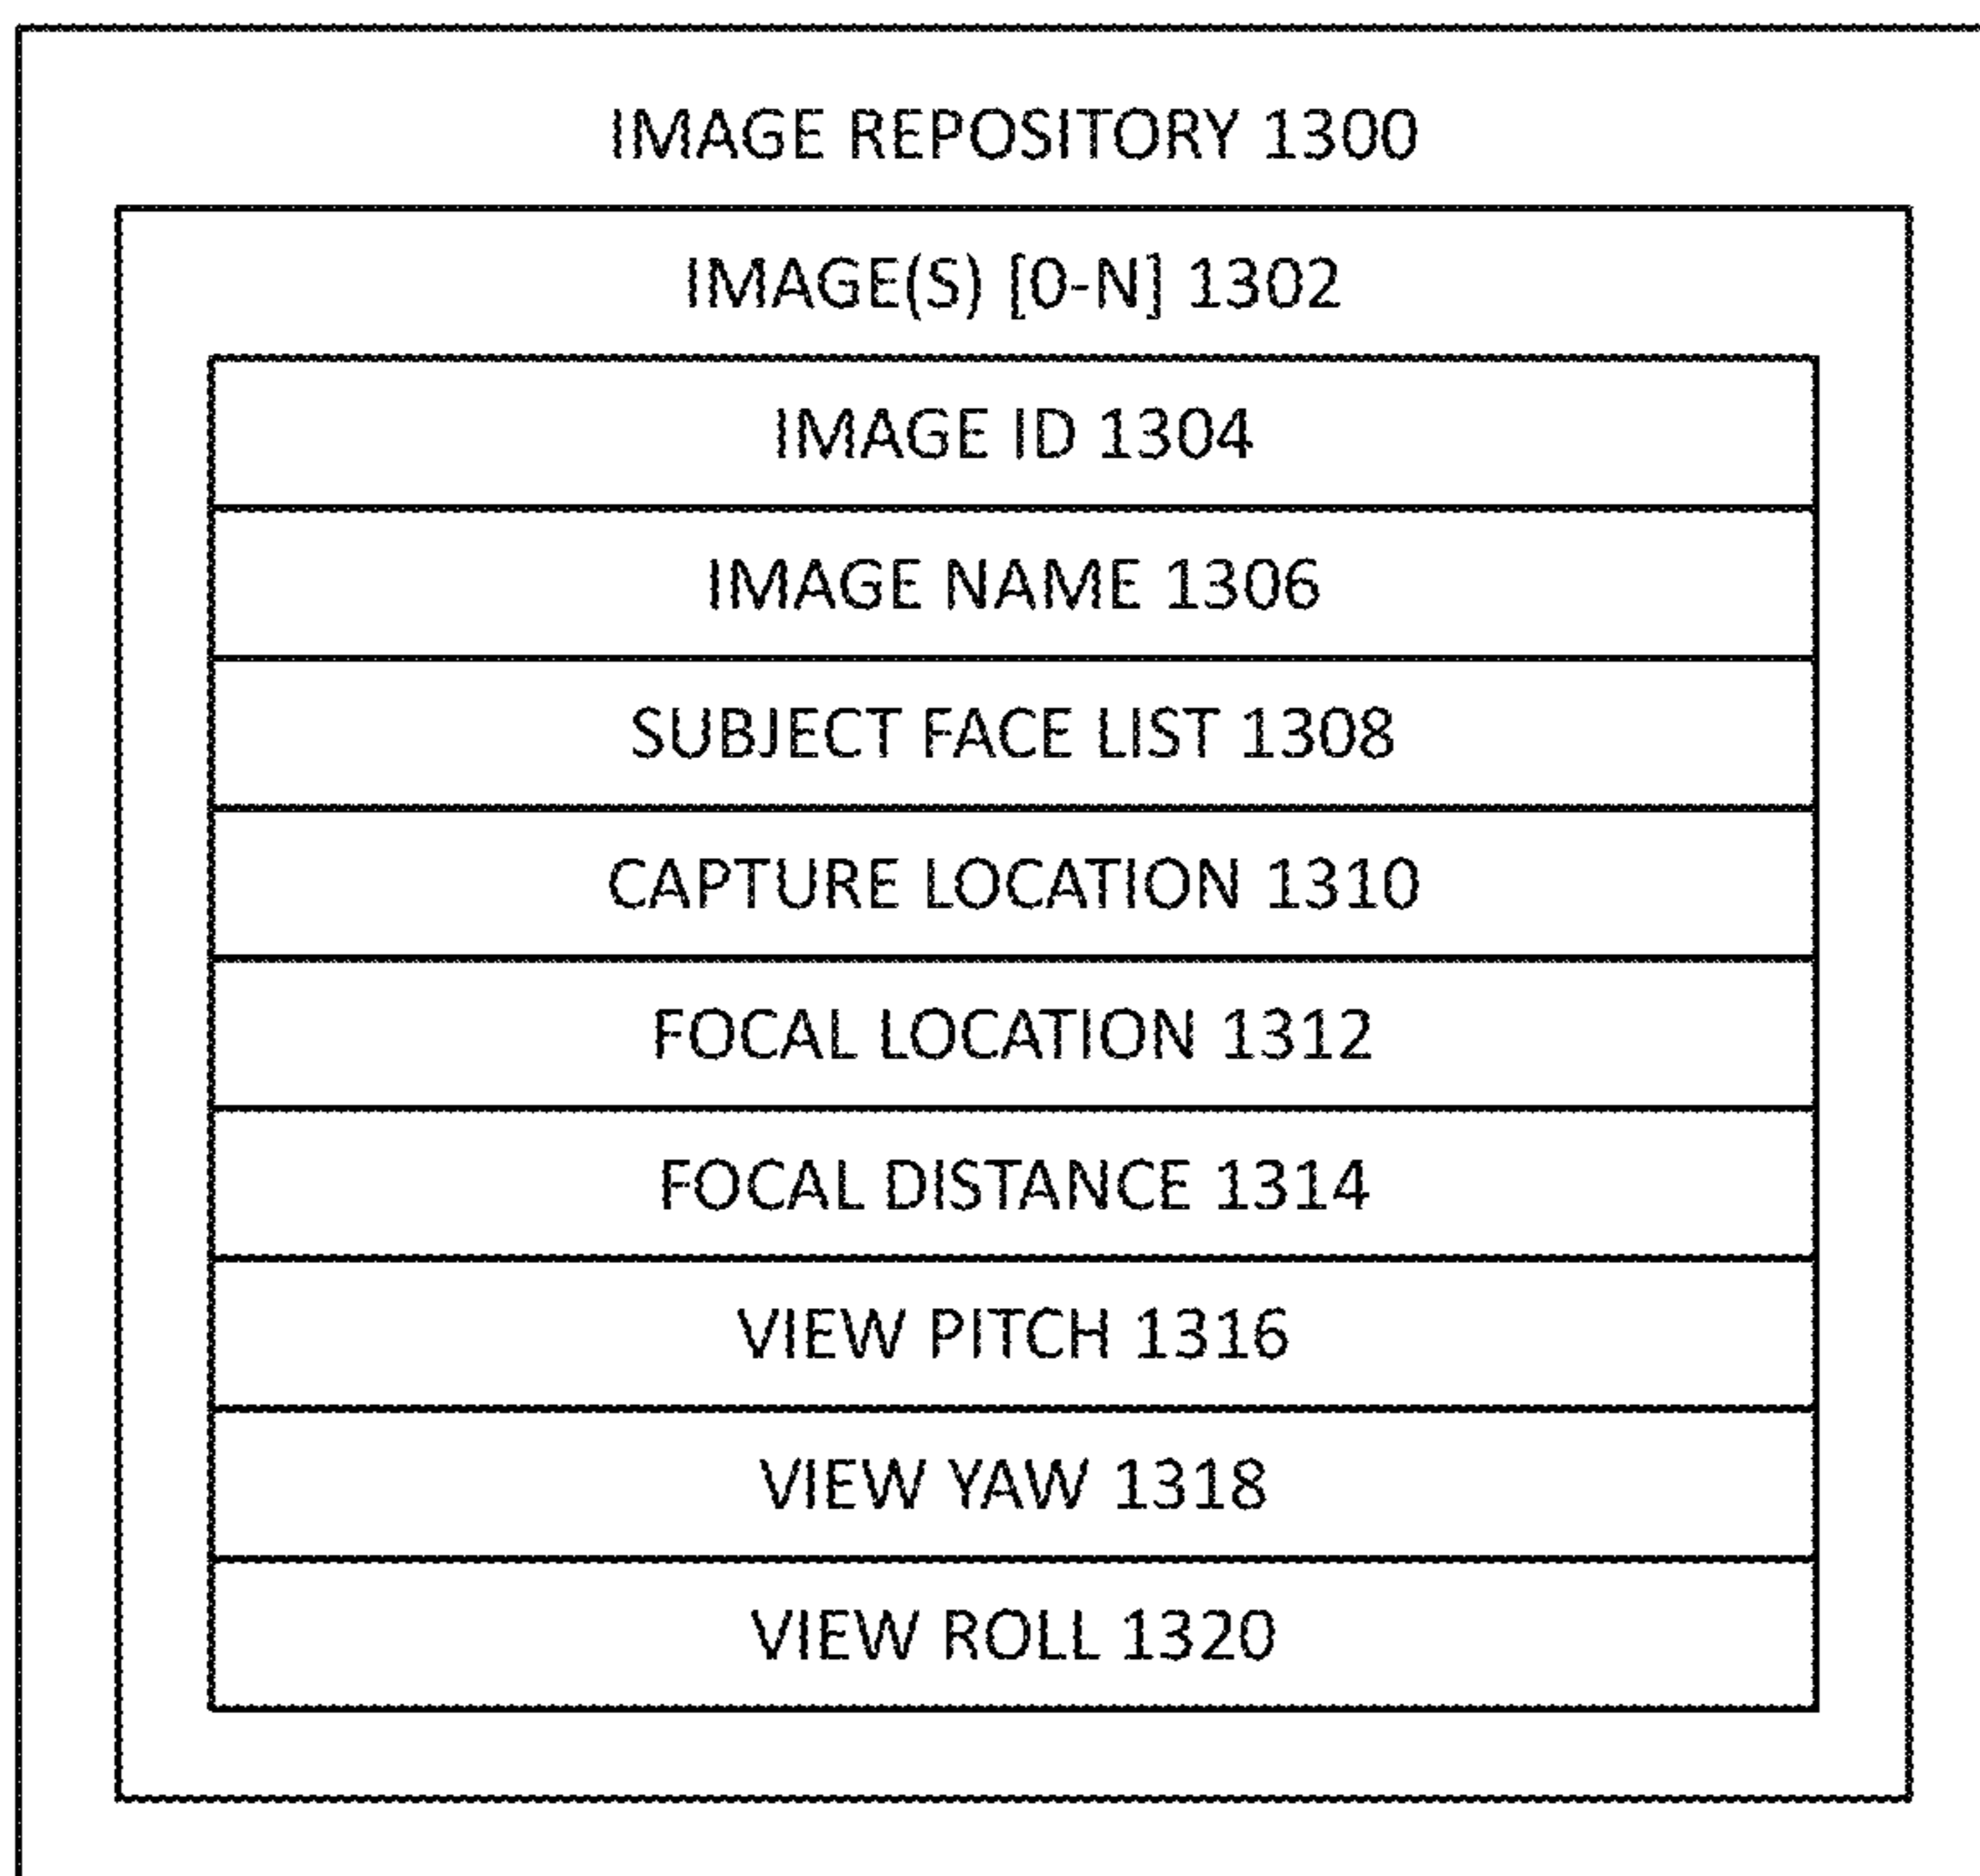 IMAGE REPOSITORY 1300
IMAGE(S) [0-N] 1302
IMAGE ID 1304
IMAGE NAME 1306
SUBJECT FACE LIST 1308
CAPTURE LOCATION 1310
FOCAL LOCATION 1312
FOCAL DISTANCE 1314
VIEW PITCH 1316
VIEW YAW 1318
VIEW ROLL 1320